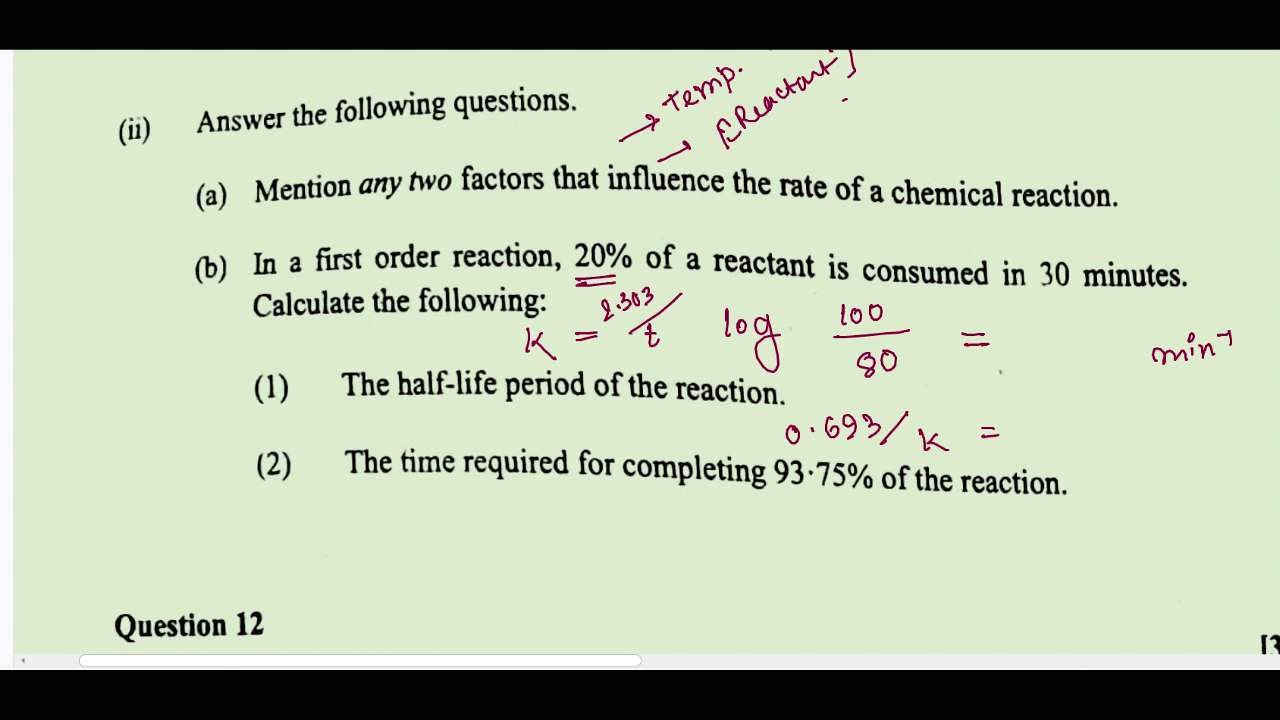 → Temp.
→ [Reactant]
(ii) Answer the following questions.
(a) Mention any two factors that influence the rate of a chemical reaction.
(b) In a first order reaction, 20% of a reactant is consumed in 30 minutes.
Calculate the following:
K = 2.303/t log 100/80 = min⁻¹
(1) The half-life period of the reaction.
0.693/K =
(2) The time required for completing 93·75% of the reaction.
Question 12
[3